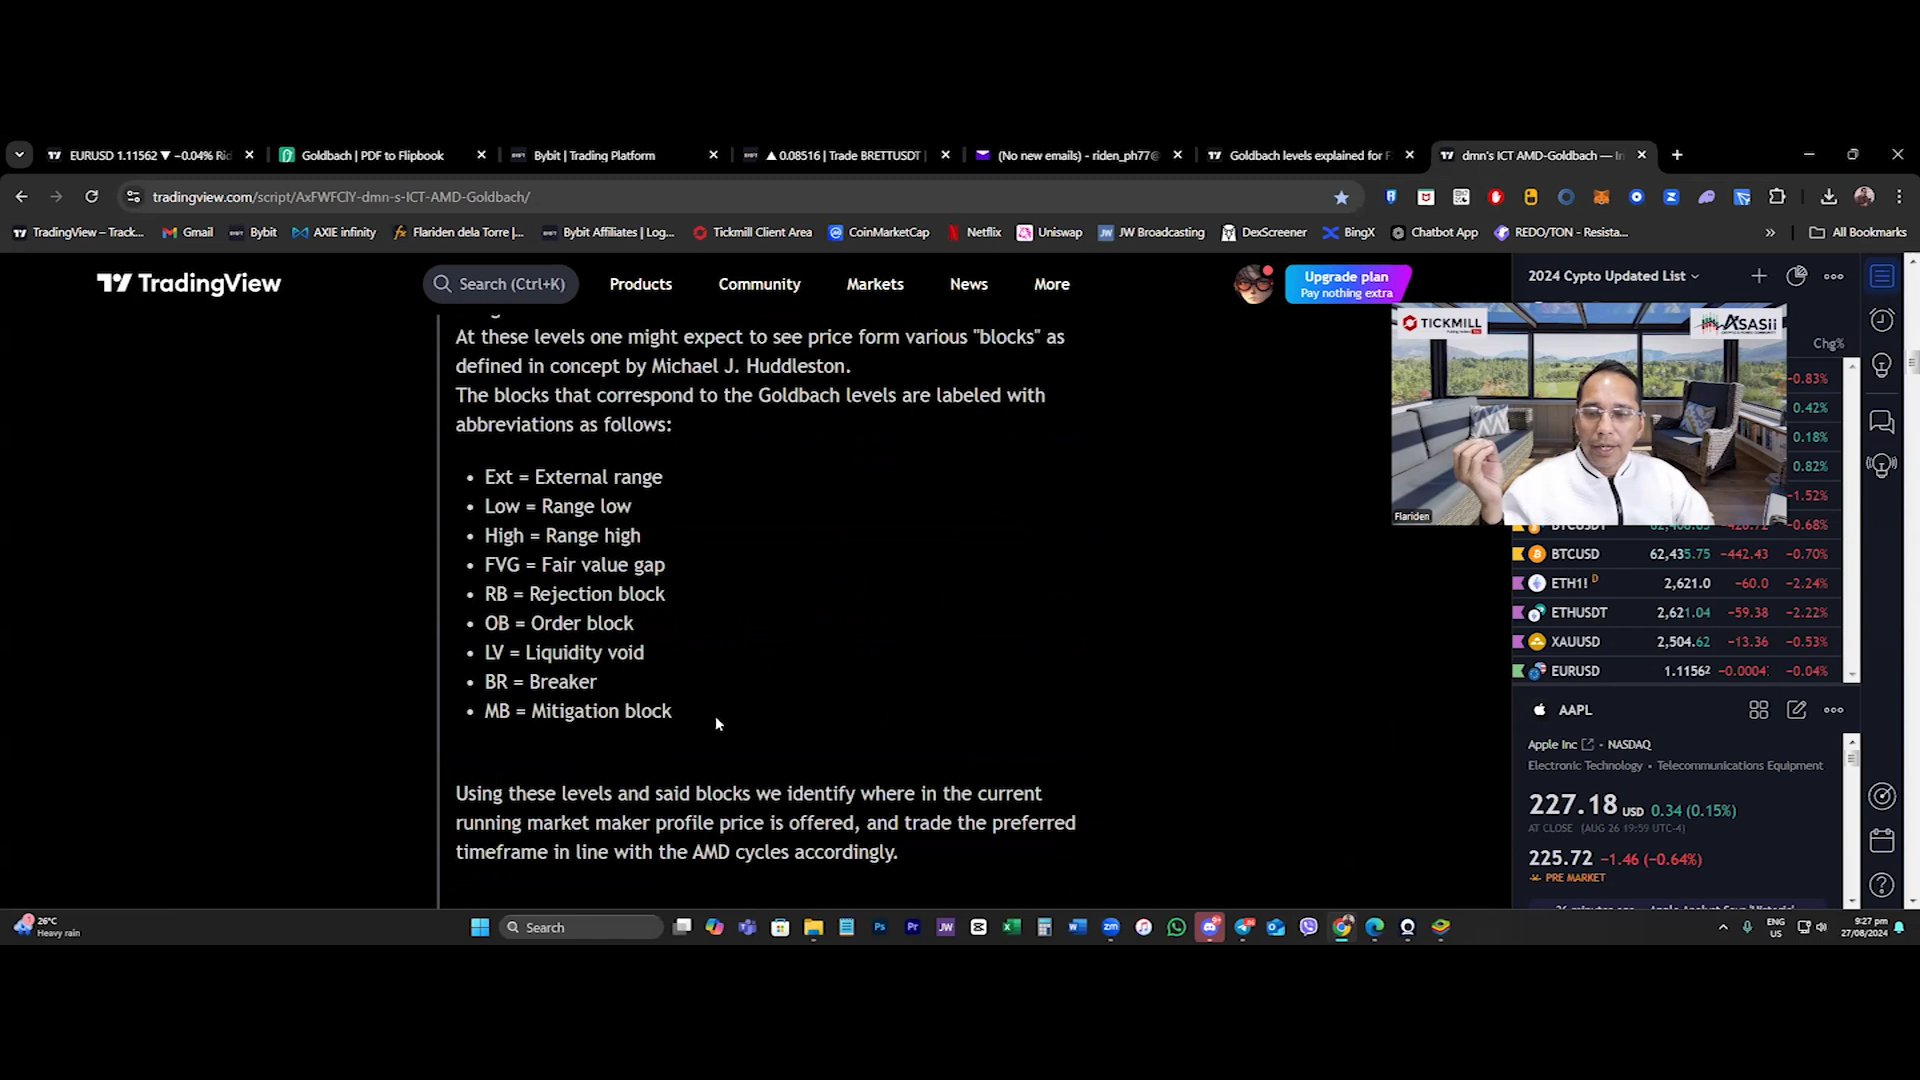 EURUSD 1.11562 ▼ −0.04% Ri
Goldbach | PDF to Flipbook
Bybit | Trading Platform
▲ 0.08516 | Trade BRETTUSDT |
(No new emails) - riden_ph77@
Goldbach levels explained for F
dmn's ICT AMD-Goldbach — In
tradingview.com/script/AxFWFClY-dmn-s-ICT-AMD-Goldbach/
TradingView – Track...
Gmail
Bybit
AXIE infinity
Flariden dela Torre |...
Bybit Affiliates | Log...
Tickmill Client Area
CoinMarketCap
Netflix
Uniswap
JW Broadcasting
DexScreener
BingX
Chatbot App
REDO/TON - Resista...
All Bookmarks
TradingView
Search (Ctrl+K)
Products
Community
Markets
News
More
Upgrade plan
Pay nothing extra
2024 Cypto Updated List
At these levels one might expect to see price form various "blocks" as
defined in concept by Michael J. Huddleston.
The blocks that correspond to the Goldbach levels are labeled with
abbreviations as follows:
• Ext = External range
• Low = Range low
• High = Range high
• FVG = Fair value gap
• RB = Rejection block
• OB = Order block
• LV = Liquidity void
• BR = Breaker
• MB = Mitigation block
Using these levels and said blocks we identify where in the current
running market maker profile price is offered, and trade the preferred
timeframe in line with the AMD cycles accordingly.
TICKMILL
ASASii
Flariden
Chg%
-0.83%
0.42%
0.18%
0.82%
-1.52%
-0.68%
BTCUSD 62,435.75 −442.43 −0.70%
ETH1! D 2,621.0 −60.0 −2.24%
ETHUSDT 2,621.04 −59.38 −2.22%
XAUUSD 2,504.62 −13.36 −0.53%
EURUSD 1.11562 −0.0004 −0.04%
AAPL
Apple Inc - NASDAQ
Electronic Technology • Telecommunications Equipment
227.18 USD 0.34 (0.15%)
AT CLOSE (AUG 26 19:59 UTC-4)
225.72 −1.46 (−0.64%)
PRE MARKET
26°C
Heavy rain
Search
ENG
US
9:27 pm
27/08/2024